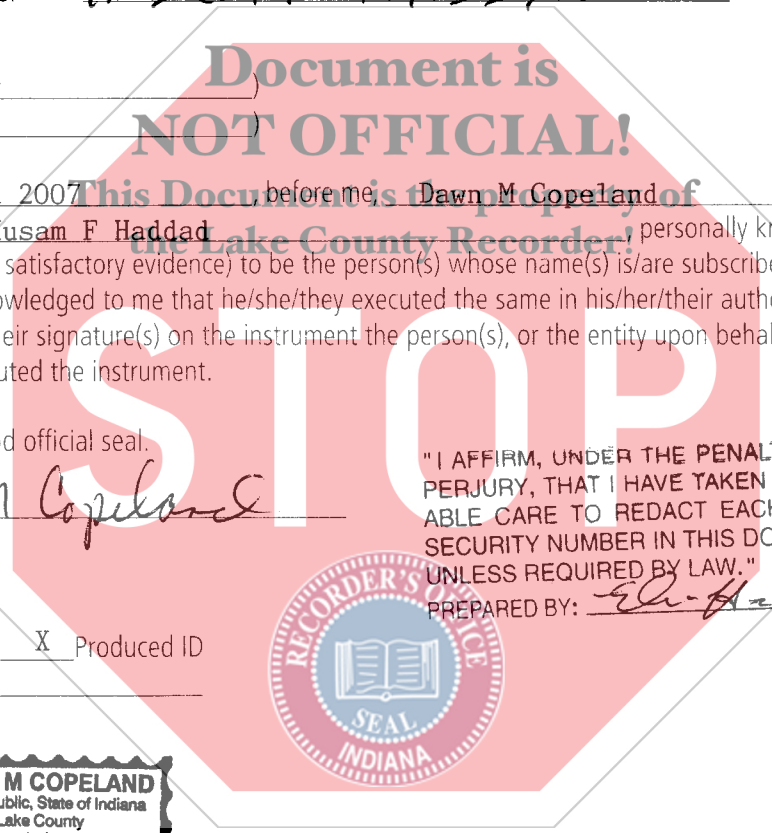 Document is
NOT OFFICIAL!
This Document is the property of
the Lake County Recorder!
STOP
2007, before me, Dawn M Copeland
usam F Haddad, personally kn
satisfactory evidence) to be the person(s) whose name(s) is/are subscribe
owledged to me that he/she/they executed the same in his/her/their autho
eir signature(s) on the instrument the person(s), or the entity upon behal
uted the instrument.
d official seal.
Copeland
"I AFFIRM, UNDER THE PENALT
PERJURY, THAT I HAVE TAKEN
ABLE CARE TO REDACT EACH
SECURITY NUMBER IN THIS DO
UNLESS REQUIRED BY LAW."
PREPARED BY:
X Produced ID
RECORDER'S OFFICE
SEAL
INDIANA
M COPELAND
ublic, State of Indiana
Lake County